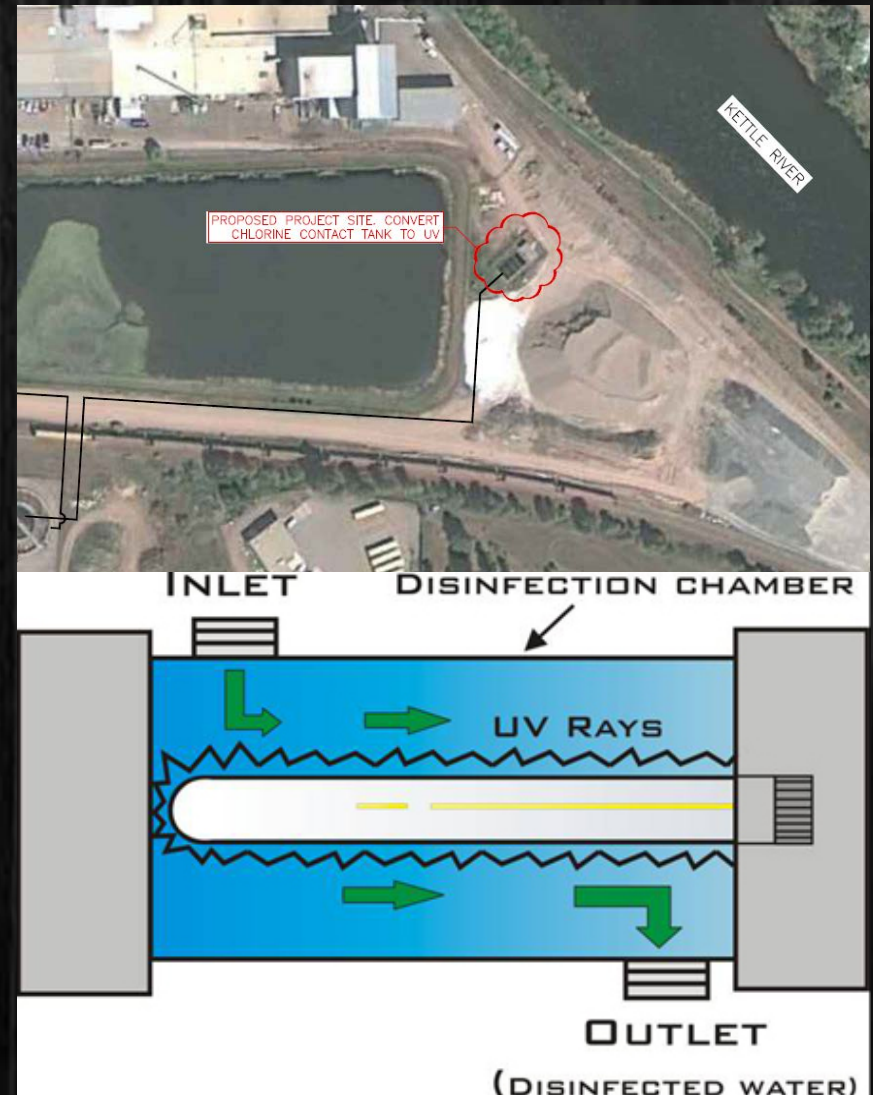 KETTLE RIVER
PROPOSED PROJECT SITE. CONVERT
CHLORINE CONTACT TANK TO UV
INLET
DISINFECTION CHAMBER
UV RAYS
OUTLET
(DISINFECTED WATER)